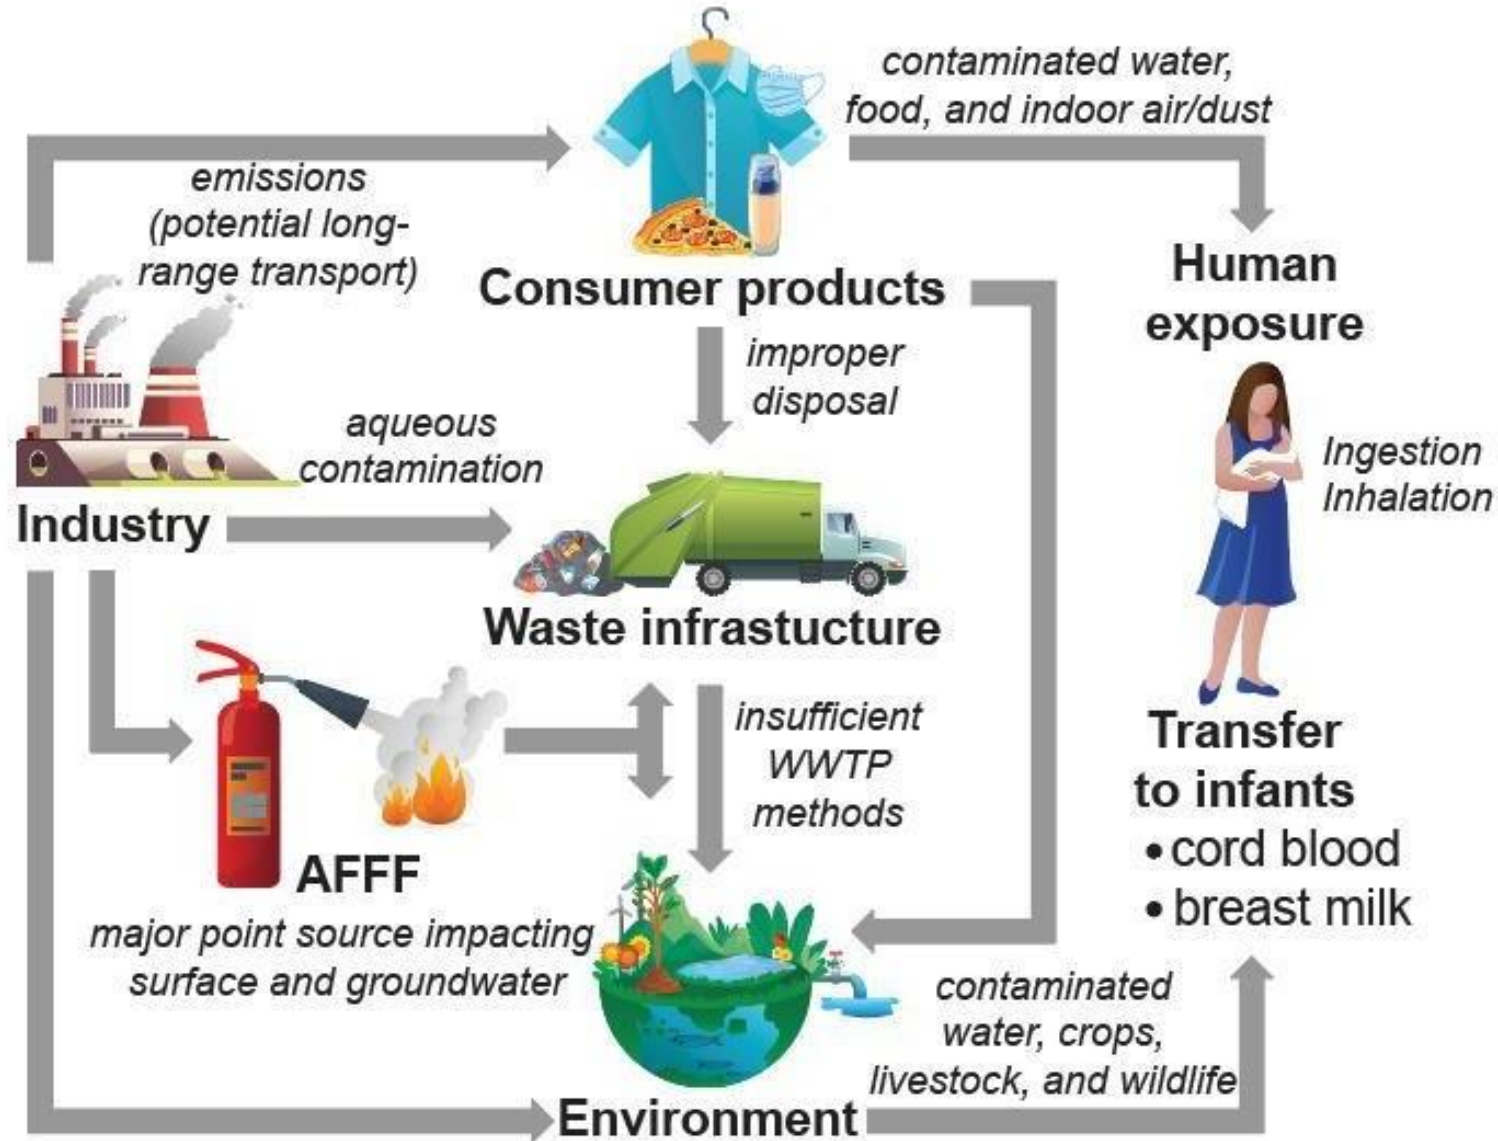 contaminated water,
food, and indoor air/dust
emissions
(potential long-
range transport)
Consumer products
Human
exposure
improper
disposal
aqueous
contamination
Ingestion
Inhalation
Industry
Waste infrastucture
insufficient
WWTP
methods
Transfer
to infants
• cord blood
• breast milk
AFFF
major point source impacting
surface and groundwater
contaminated
water, crops,
livestock, and wildlife
Environment